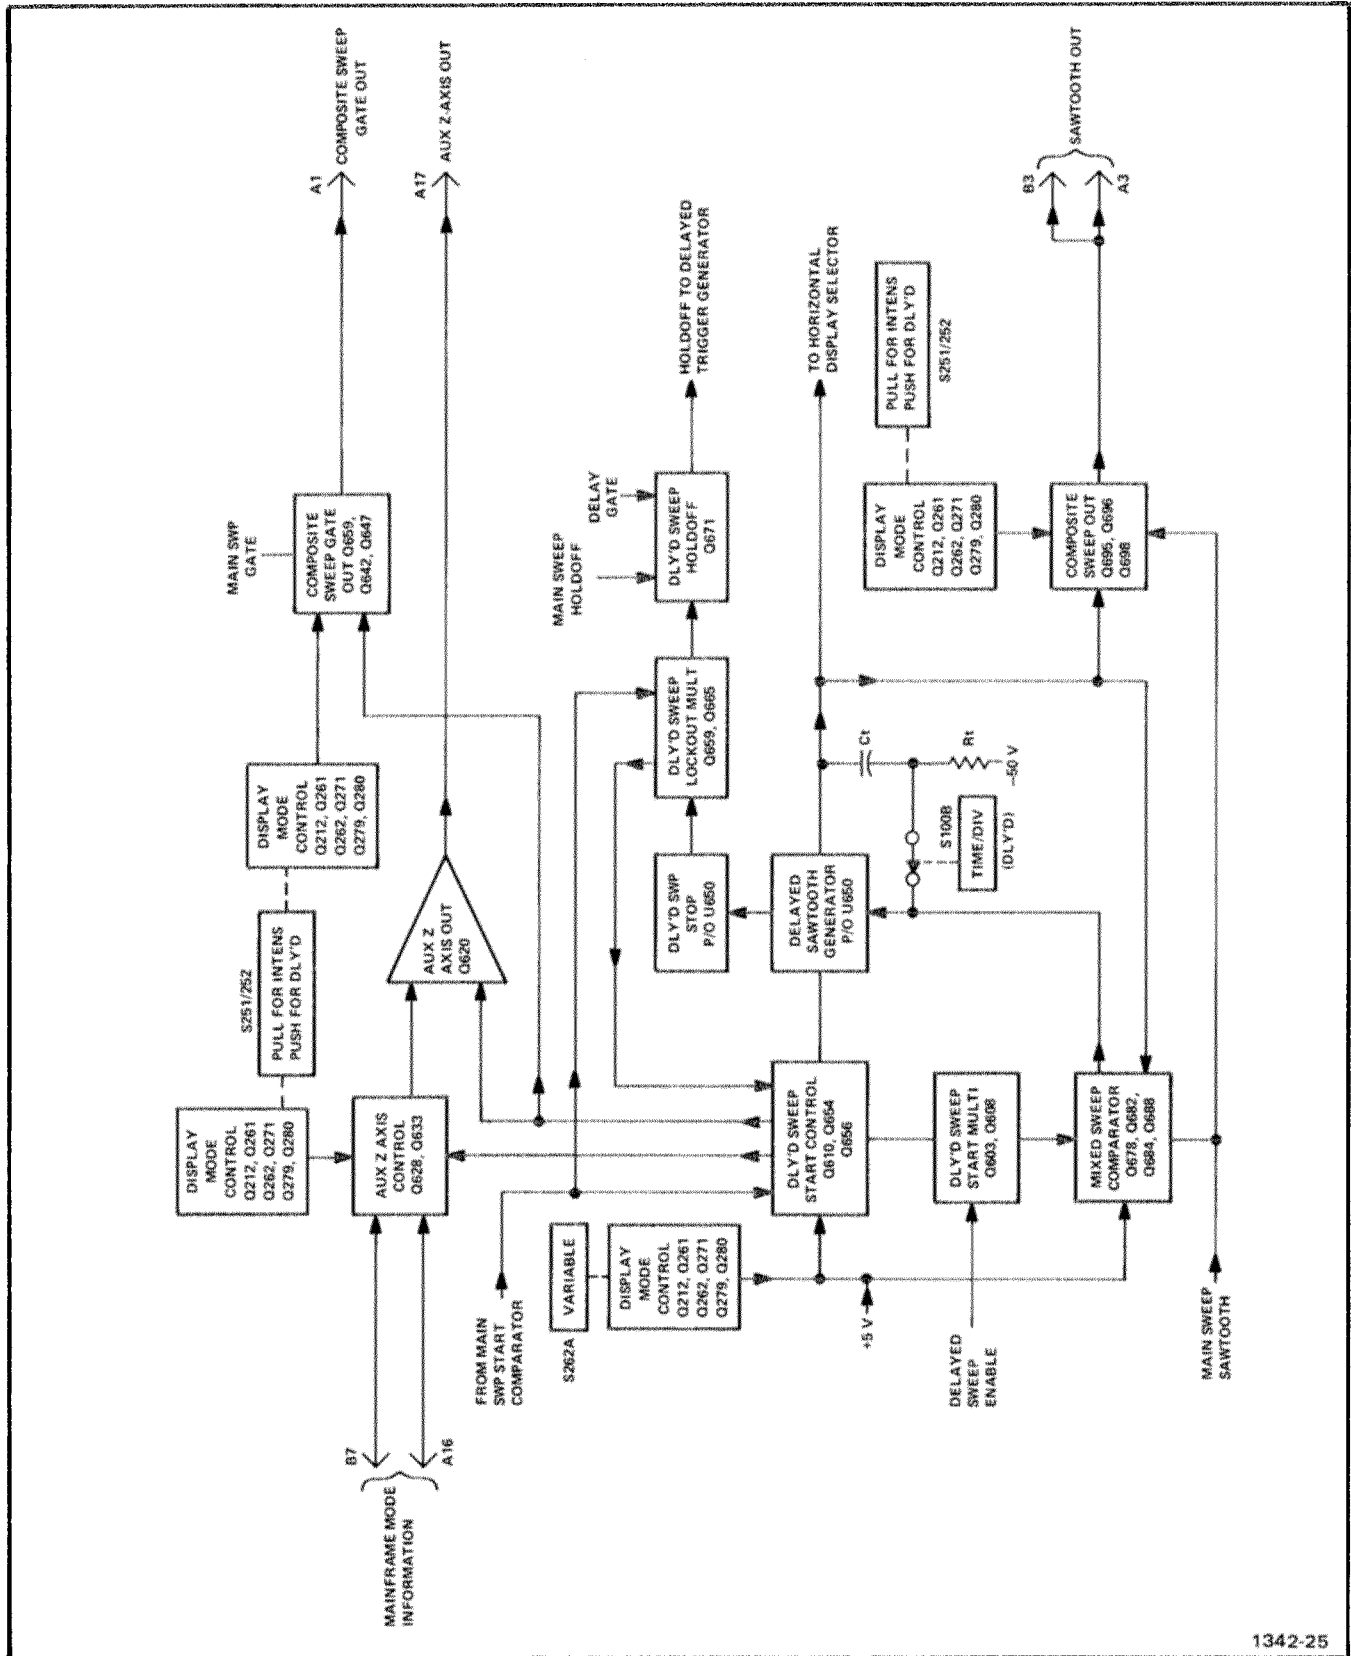 COMPOSITE SWEEP
GATE OUT
A1
AUX Z-AXIS OUT
A17
MAIN SWP
GATE
COMPOSITE
SWEEP GATE
OUT Q659,
Q642, Q647
DISPLAY
MODE
CONTROL
Q212, Q261
Q262, Q271
Q279, Q280
S251/252
PULL FOR INTENS
PUSH FOR DLY'D
AUX Z
AXIS OUT
Q620
DISPLAY
MODE
CONTROL
Q212, Q261
Q262, Q271
Q279, Q280
AUX Z AXIS
CONTROL
Q628, Q633
B7
A16
MAINFRAME MODE
INFORMATION
HOLDOFF TO DELAYED
TRIGGER GENERATOR
DELAY
GATE
MAIN SWEEP
HOLDOFF
DLY'D SWEEP
HOLDOFF
Q671
DLY'D SWEEP
LOCKOUT MULT
Q659, Q665
DLY'D SWP
STOP
P/O U650
FROM MAIN
SWP START
COMPARATOR
TO HORIZONTAL
DISPLAY SELECTOR
DELAYED
SAWTOOTH
GENERATOR
P/O U650
Ct
Rt
-50 V
S100B
TIME/DIV
(DLY'D)
DLY'D SWEEP
START CONTROL
Q610, Q654
Q656
S262A
VARIABLE
DISPLAY
MODE
CONTROL
Q212, Q261
Q262, Q271
Q279, Q280
+5 V
DLY'D SWEEP
START MULTI
Q603, Q608
DELAYED
SWEEP
ENABLE
MIXED SWEEP
COMPARATOR
Q678, Q682,
Q684, Q688
MAIN SWEEP
SAWTOOTH
PULL FOR INTENS
PUSH FOR DLY'D
S251/252
DISPLAY
MODE
CONTROL
Q212, Q261
Q262, Q271
Q279, Q280
COMPOSITE
SWEEP OUT
Q695, Q696
Q698
B3
A3
SAWTOOTH OUT
1342-25